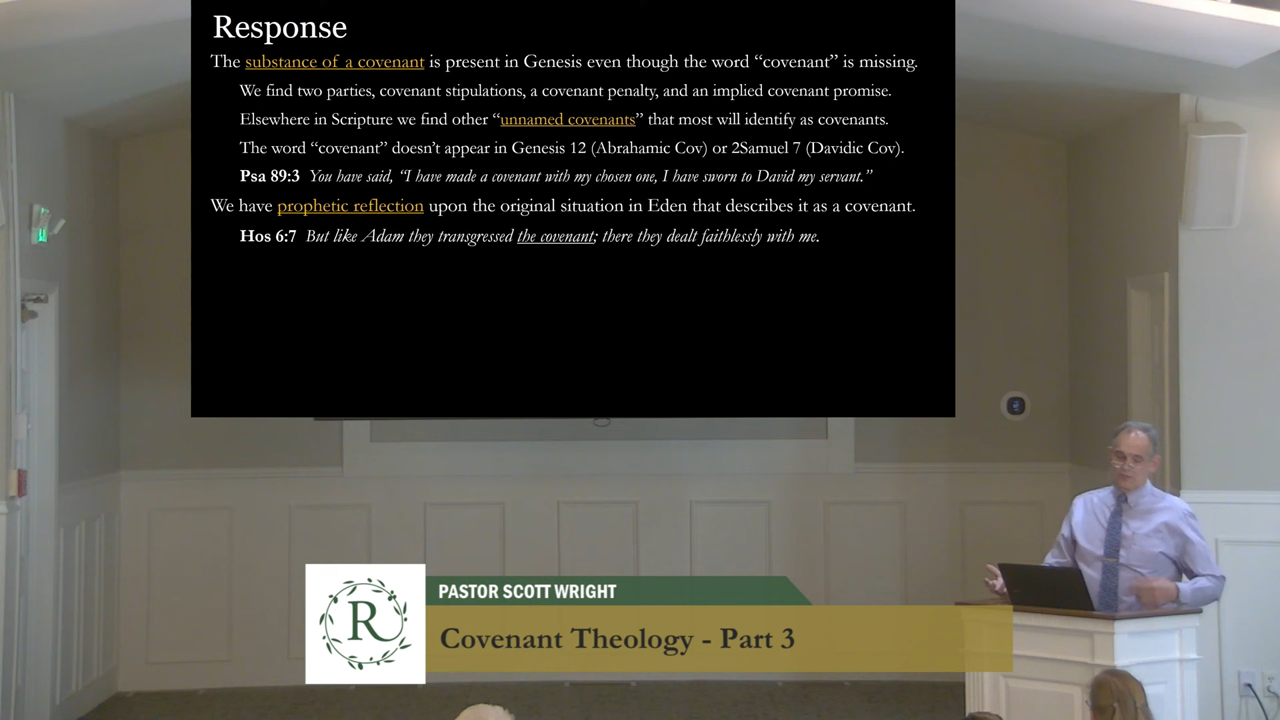 Response
The substance of a covenant is present in Genesis even though the word “covenant” is missing.
We find two parties, covenant stipulations, a covenant penalty, and an implied covenant promise.
Elsewhere in Scripture we find other “unnamed covenants” that most will identify as covenants.
The word “covenant” doesn’t appear in Genesis 12 (Abrahamic Cov) or 2Samuel 7 (Davidic Cov).
Psa 89:3 You have said, “I have made a covenant with my chosen one, I have sworn to David my servant.”
We have prophetic reflection upon the original situation in Eden that describes it as a covenant.
Hos 6:7 But like Adam they transgressed the covenant; there they dealt faithlessly with me.
R
PASTOR SCOTT WRIGHT
Covenant Theology - Part 3